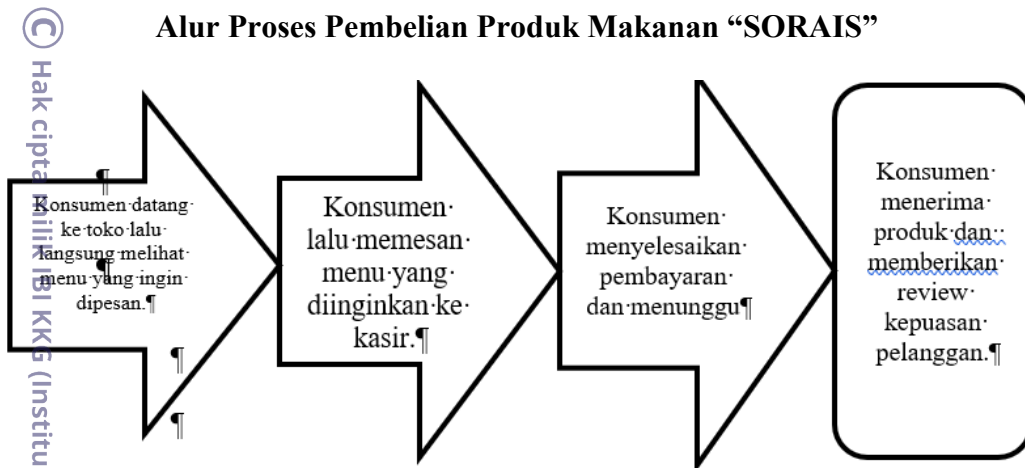 Alur Proses Pembelian Produk Makanan “SORAIS”
© Hak cipta milik IBI KKG (Institu
¶
Konsumen·datang·
ke·toko·lalu·
langsung·melihat·
¶
menu·yang·ingin·
dipesan.¶
¶
¶
Konsumen·
lalu·memesan·
menu·yang·
diinginkan·ke·
kasir.¶
Konsumen·
menyelesaikan·
pembayaran·
dan·menunggu¶
Konsumen·
menerima·
produk·dan··
memberikan·
review·
kepuasan·
pelanggan.¶